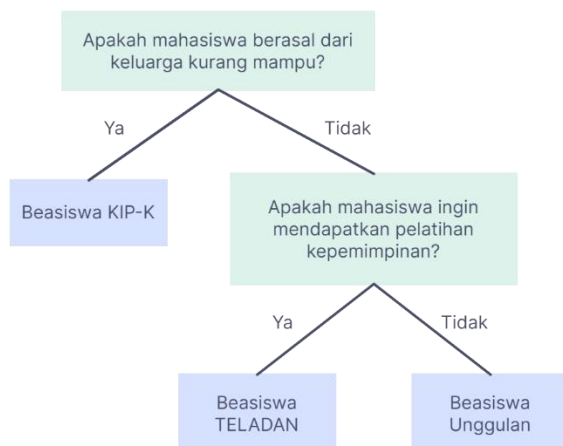 Apakah mahasiswa berasal dari
keluarga kurang mampu?
Ya
Tidak
Beasiswa KIP-K
Apakah mahasiswa ingin
mendapatkan pelatihan
kepemimpinan?
Ya
Tidak
Beasiswa
TELADAN
Beasiswa
Unggulan